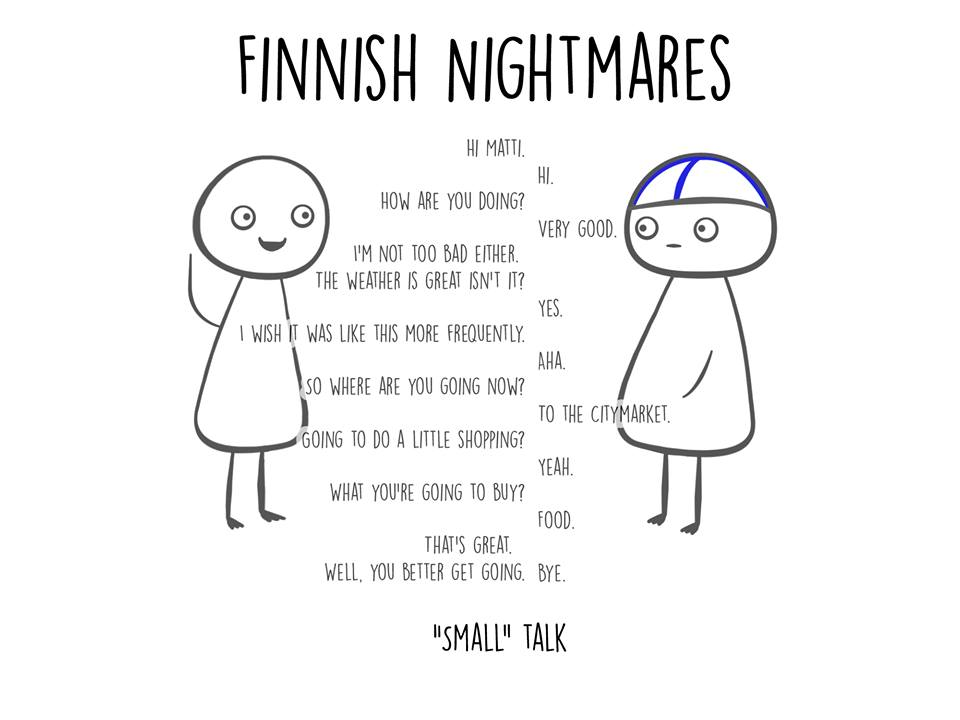 FINNISH NIGHTMARES
HI MATTI.
HI.
HOW ARE YOU DOING?
VERY GOOD.
I'M NOT TOO BAD EITHER.
THE WEATHER IS GREAT ISN'T IT?
YES.
I WISH IT WAS LIKE THIS MORE FREQUENTLY.
AHA.
SO WHERE ARE YOU GOING NOW?
TO THE CITYMARKET.
GOING TO DO A LITTLE SHOPPING?
YEAH.
WHAT YOU'RE GOING TO BUY?
FOOD.
THAT'S GREAT.
WELL, YOU BETTER GET GOING.
BYE.
"SMALL" TALK